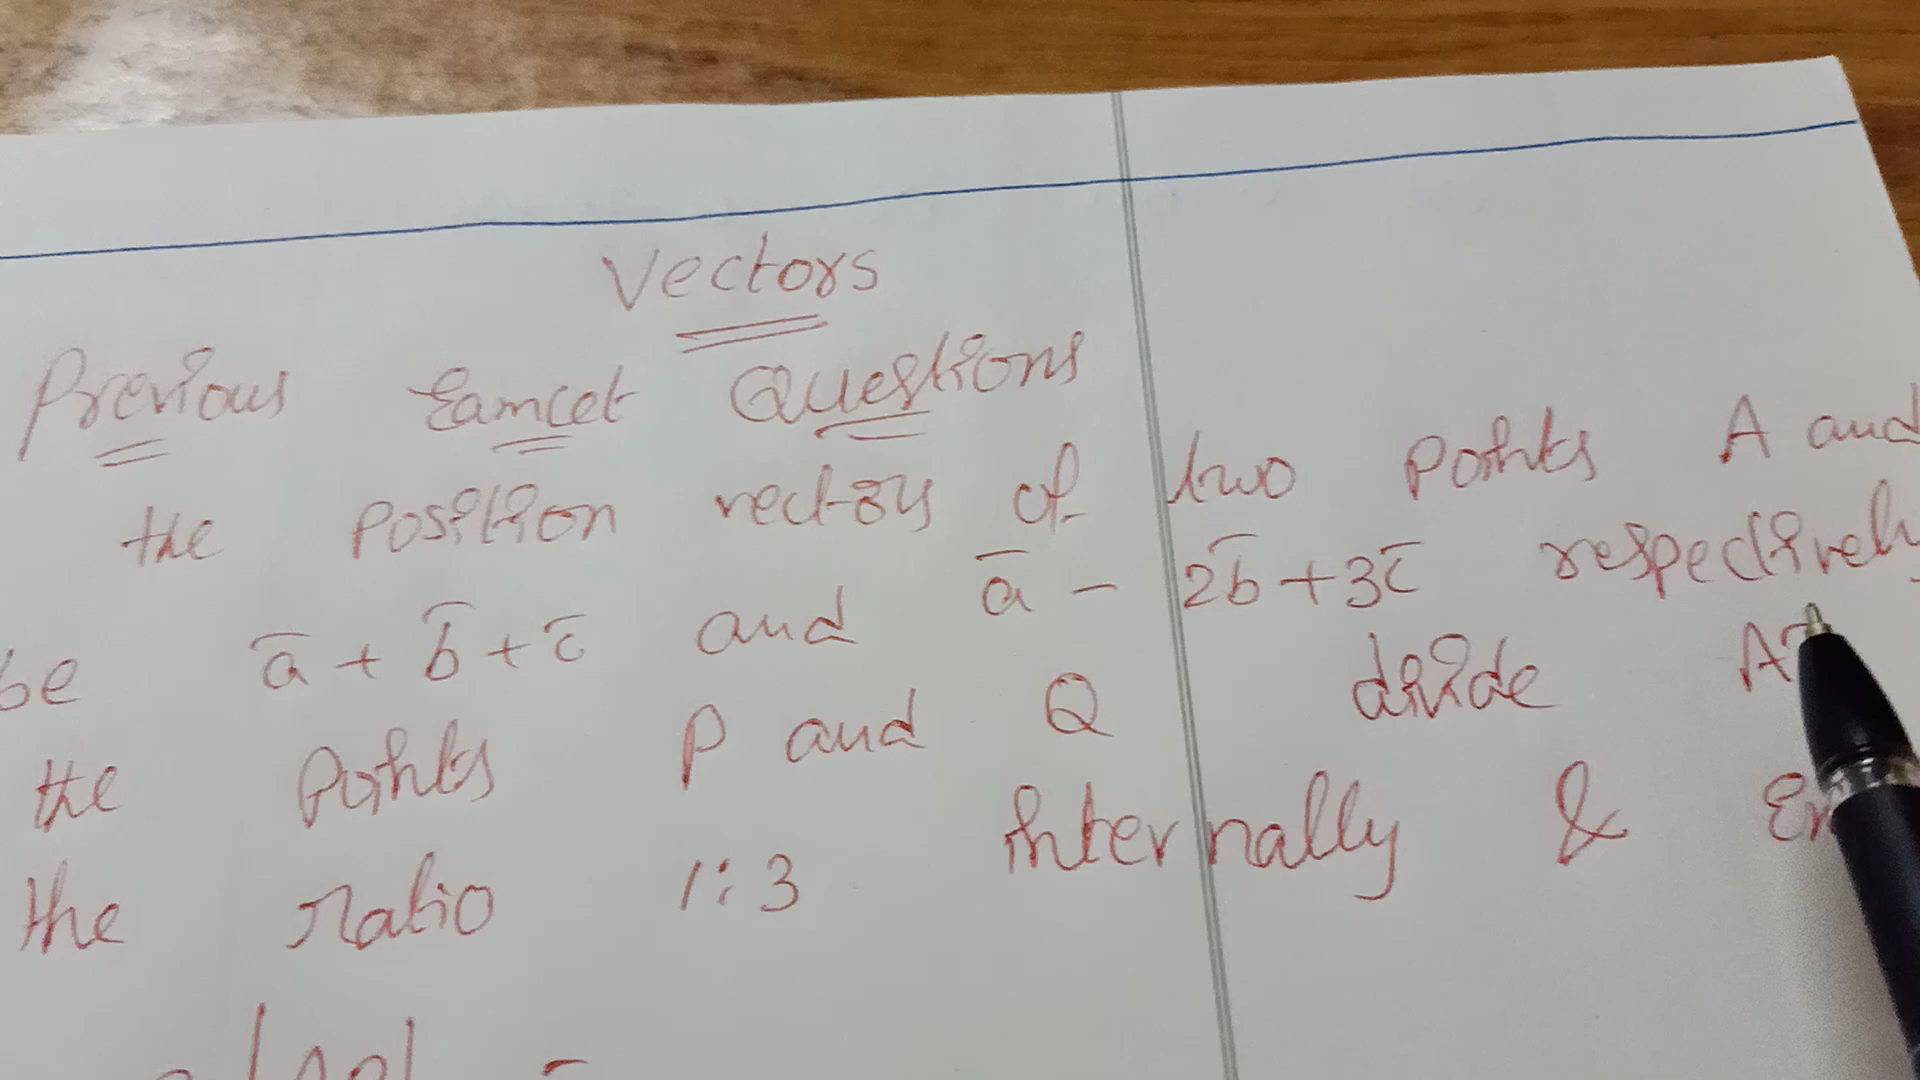 Vectors
Previous Eamcet Questions
the position vectors of two points A and
be a̅ + b̅ + c̅ and a̅ - 2b̅ + 3c̅ respectively
the points P and Q divide
the ratio 1:3 internally &